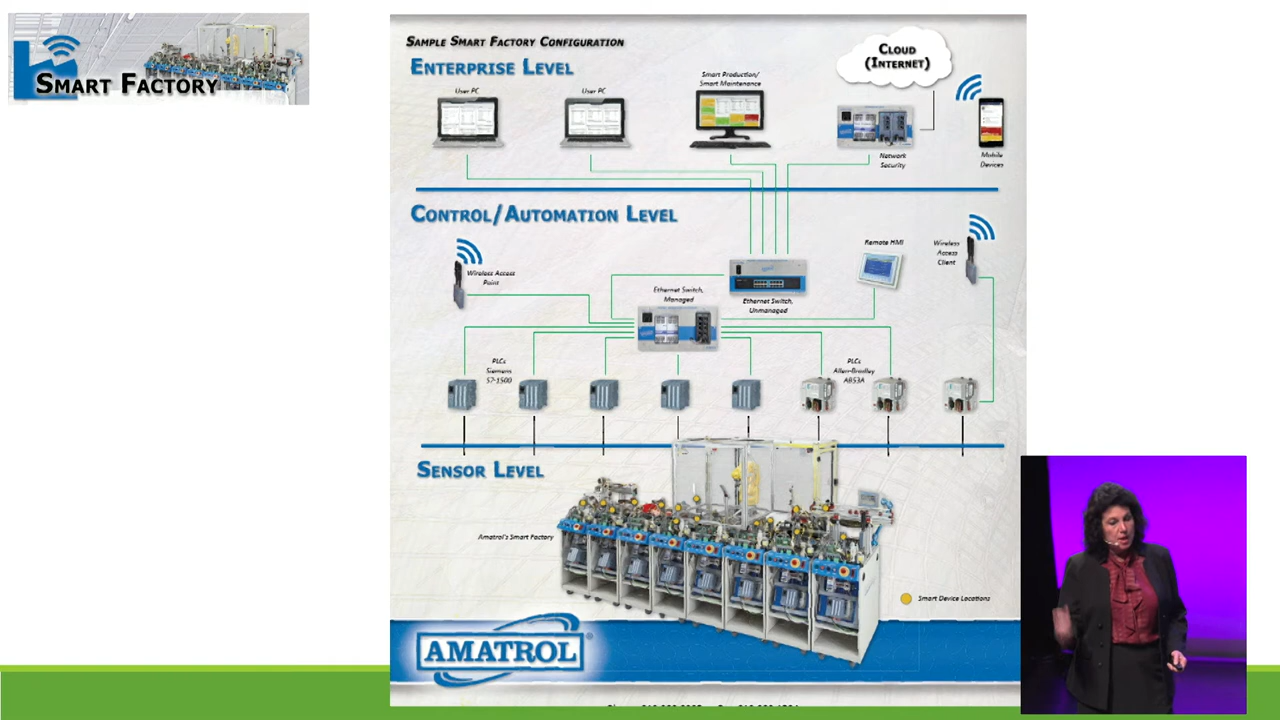 SMART FACTORY
SAMPLE SMART FACTORY CONFIGURATION
ENTERPRISE LEVEL
CLOUD
(INTERNET)
User PC
User PC
Smart Production/
Smart Maintenance
Network
Security
Mobile
Devices
CONTROL/AUTOMATION LEVEL
Wireless Access
Point
Ethernet Switch,
Managed
Ethernet Switch,
Unmanaged
Remote HMI
Wireless
Access
Client
PLCs
Siemens
S7-1500
PLCs
Allen-Bradley
AB53A
SENSOR LEVEL
Amatrol's Smart Factory
Smart Device Locations
AMATROL®